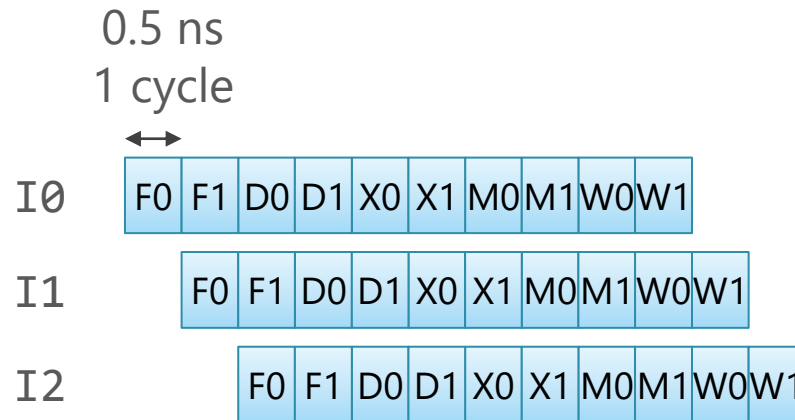 0.5 ns
1 cycle
I0 F0 F1 D0 D1 X0 X1 M0 M1 W0 W1
I1 F0 F1 D0 D1 X0 X1 M0 M1 W0 W1
I2 F0 F1 D0 D1 X0 X1 M0 M1 W0 W1